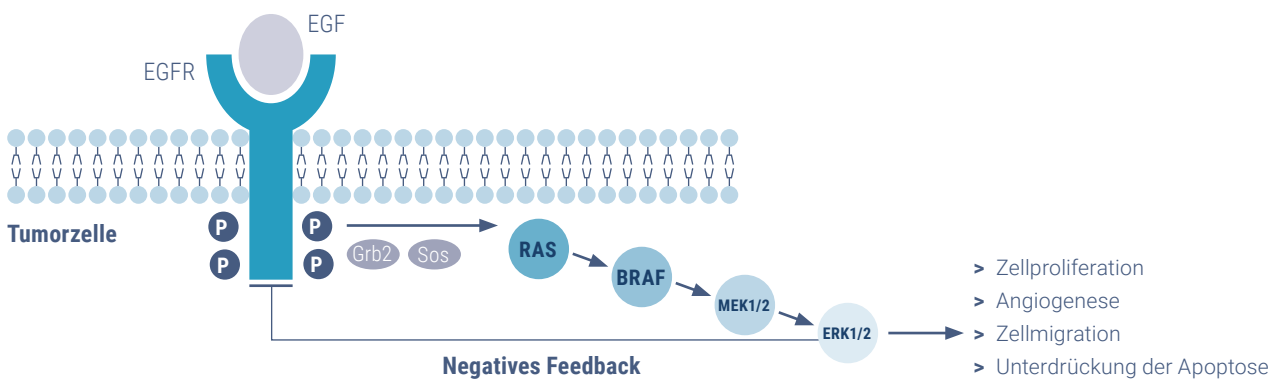 EGF
EGFR
Tumorzelle
P
P
P
P
Grb2
Sos
RAS
BRAF
MEK1/2
ERK1/2
Negatives Feedback
> Zellproliferation
> Angiogenese
> Zellmigration
> Unterdrückung der Apoptose